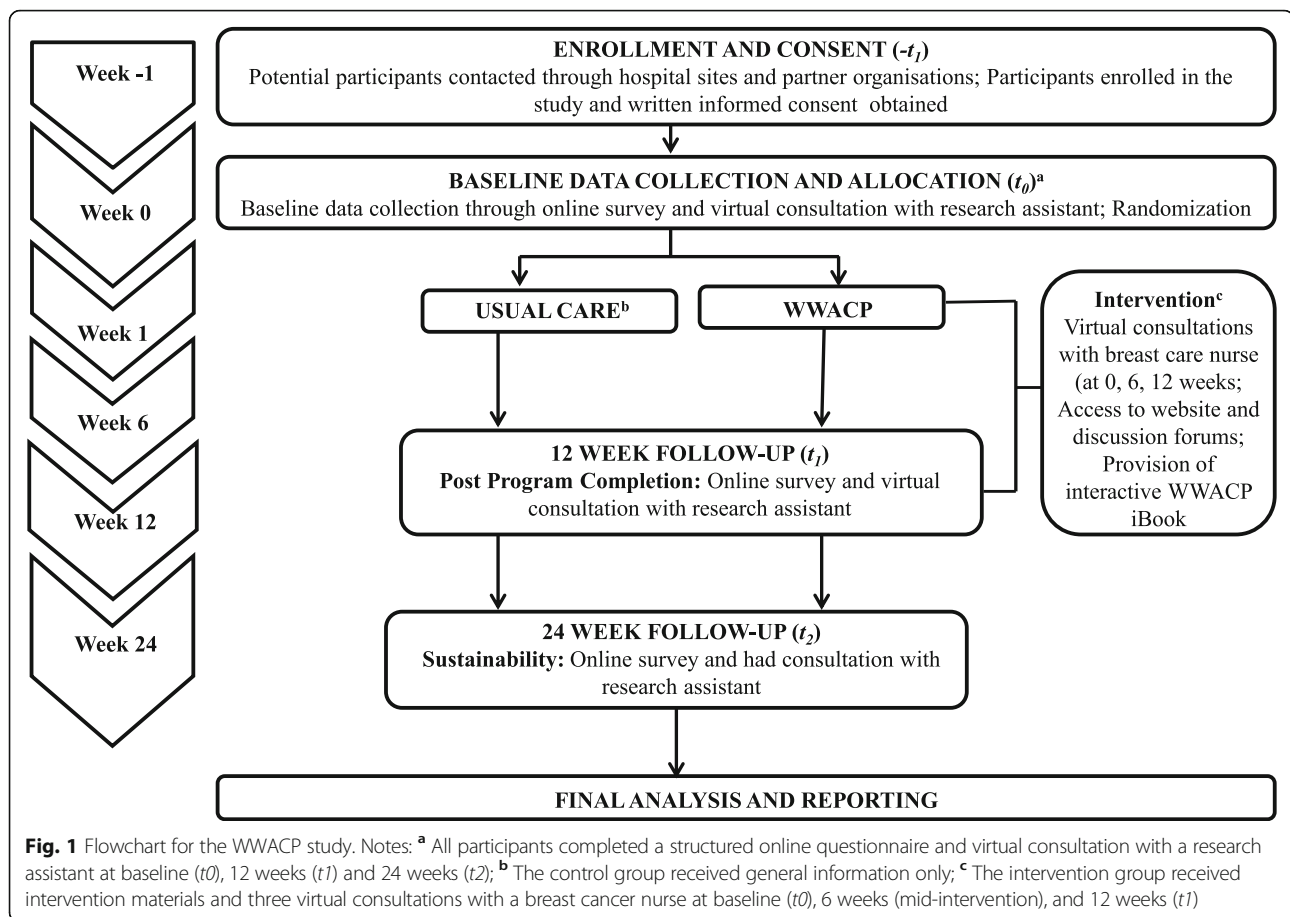 Week -1
Week 0
Week 1
Week 6
Week 12
Week 24
ENROLLMENT AND CONSENT (-t1)
Potential participants contacted through hospital sites and partner organisations; Participants enrolled in the
study and written informed consent obtained
BASELINE DATA COLLECTION AND ALLOCATION (t0)a
Baseline data collection through online survey and virtual consultation with research assistant; Randomization
USUAL CAREb
WWACP
Interventionc
Virtual consultations
with breast care nurse
(at 0, 6, 12 weeks;
Access to website and
discussion forums;
Provision of
interactive WWACP
iBook
12 WEEK FOLLOW-UP (t1)
Post Program Completion: Online survey and virtual
consultation with research assistant
24 WEEK FOLLOW-UP (t2)
Sustainability: Online survey and had consultation with
research assistant
FINAL ANALYSIS AND REPORTING
Fig. 1 Flowchart for the WWACP study. Notes: a All participants completed a structured online questionnaire and virtual consultation with a research
assistant at baseline (t0), 12 weeks (t1) and 24 weeks (t2); b The control group received general information only; c The intervention group received
intervention materials and three virtual consultations with a breast cancer nurse at baseline (t0), 6 weeks (mid-intervention), and 12 weeks (t1)